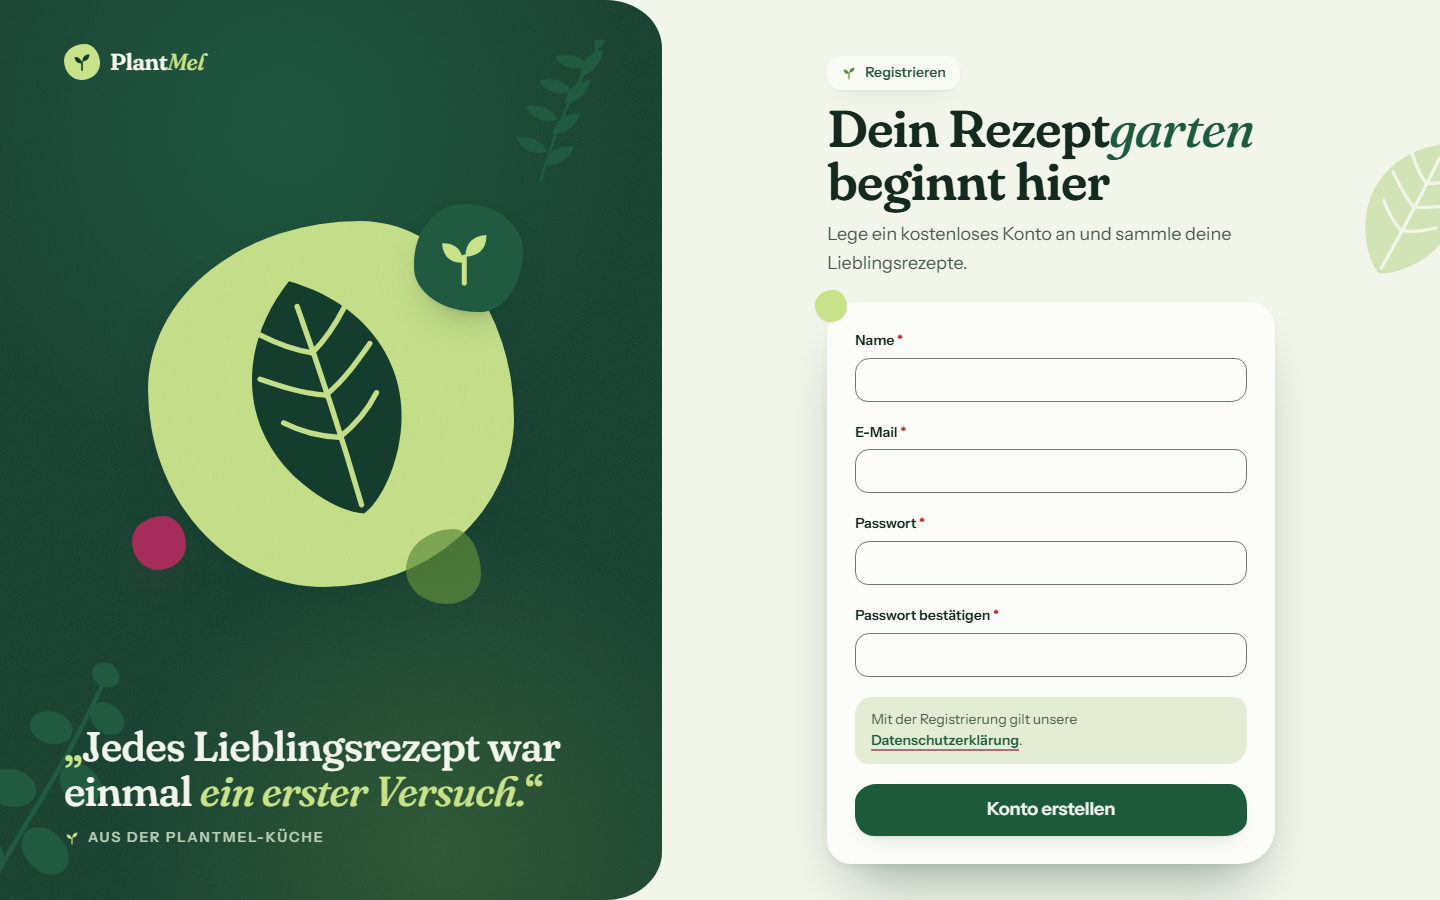 PlantMel
„Jedes Lieblingsrezept war
einmal ein erster Versuch.“
AUS DER PLANTMEL-KÜCHE
Registrieren
Dein Rezeptgarten
beginnt hier
Lege ein kostenloses Konto an und sammle deine
Lieblingsrezepte.
Name *
E-Mail *
Passwort *
Passwort bestätigen *
Mit der Registrierung gilt unsere
Datenschutzerklärung.
Konto erstellen